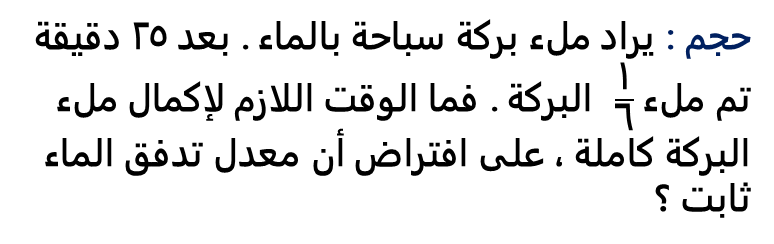 حجم : يراد ملء بركة سباحة بالماء . بعد ٢٥ دقيقة
تم ملء ١/٦ البركة . فما الوقت اللازم لإكمال ملء
البركة كاملة ، على افتراض أن معدل تدفق الماء
ثابت ؟